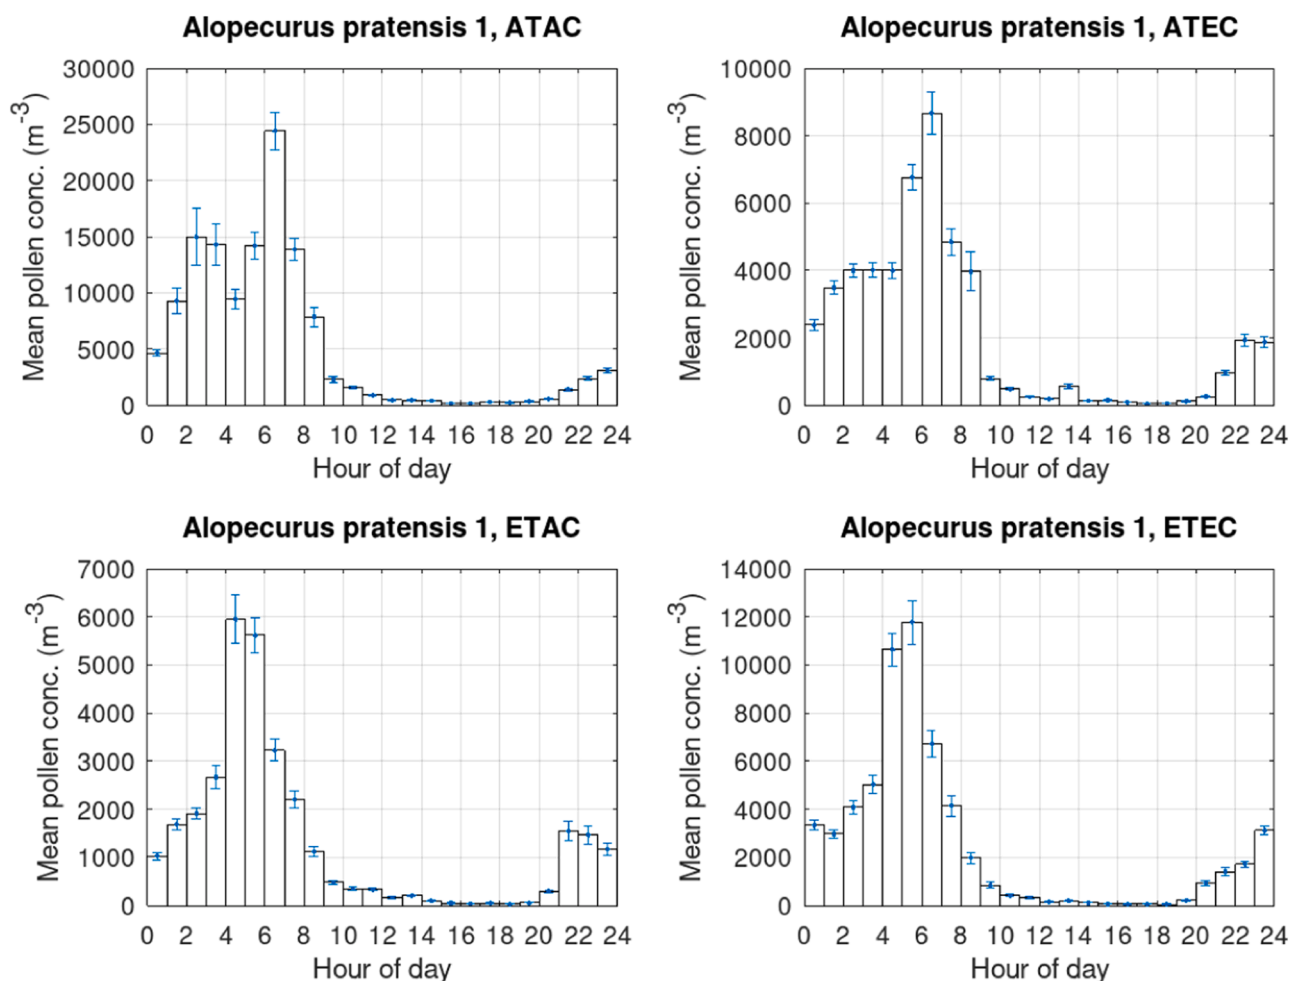 Alopecurus pratensis 1, ATAC
Mean pollen conc. (m⁻³)
30000
25000
20000
15000
10000
5000
0
0 2 4 6 8 10 12 14 16 18 20 22 24
Hour of day
Alopecurus pratensis 1, ATEC
Mean pollen conc. (m⁻³)
10000
8000
6000
4000
2000
0
0 2 4 6 8 10 12 14 16 18 20 22 24
Hour of day
Alopecurus pratensis 1, ETAC
Mean pollen conc. (m⁻³)
7000
6000
5000
4000
3000
2000
1000
0
0 2 4 6 8 10 12 14 16 18 20 22 24
Hour of day
Alopecurus pratensis 1, ETEC
Mean pollen conc. (m⁻³)
14000
12000
10000
8000
6000
4000
2000
0
0 2 4 6 8 10 12 14 16 18 20 22 24
Hour of day